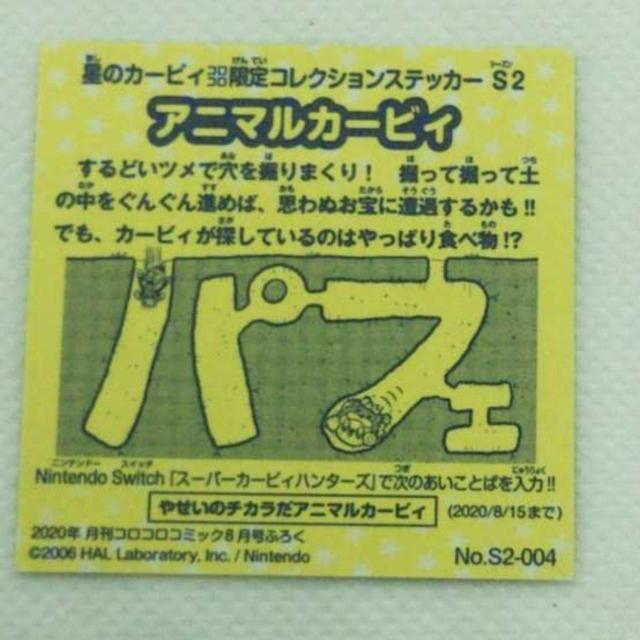 星のカービィ コロコロ限定コレクションステッカー S2
アニマルカービィ
するどいツメで穴を掘りまくり! 掘って掘って土
の中をぐんぐん進めば、思わぬお宝に遭遇するかも!!
でも、カービィが探しているのはやっぱり食べ物!?
パフェ
Nintendo Switch「スーパーカービィハンターズ」で次のあいことばを入力!!
やせいのチカラだアニマルカービィ (2020/8/15まで)
2020年 月刊コロコロコミック8月号ふろく
©2006 HAL Laboratory, Inc. / Nintendo No.S2-004